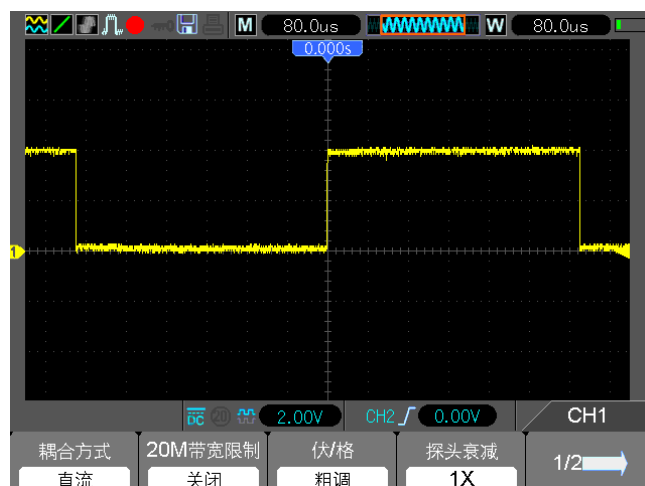 M 80.0us W 80.0us
0.000s
1
DC 20 2.00V CH2 0.00V CH1
耦合方式 20M带宽限制 伏/格 探头衰减 1/2
直流 关闭 粗调 1X